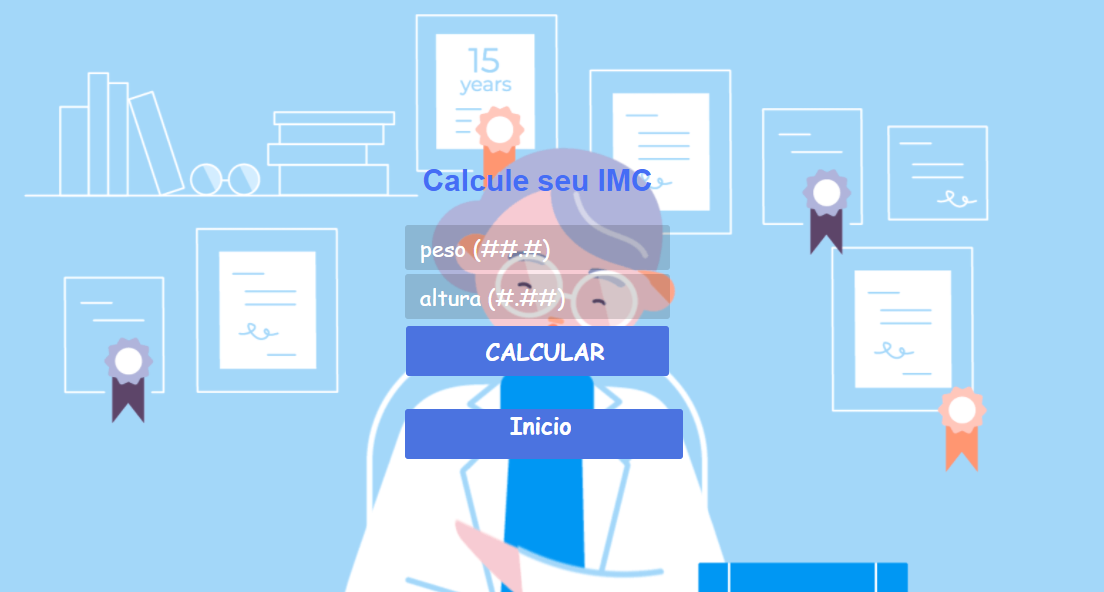 15
years
Calcule seu IMC
peso (##.#)
altura (#.##)
CALCULAR
Inicio